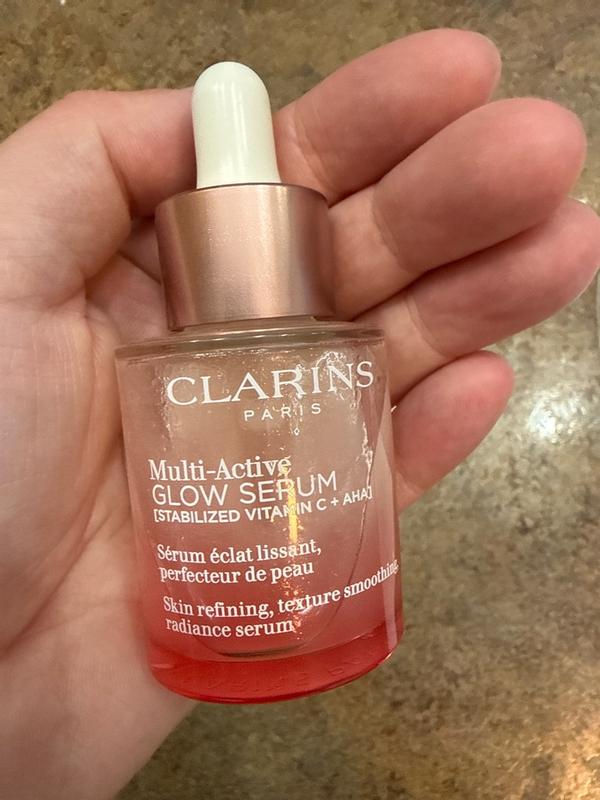 CLARINS
PARIS
Multi-Active
GLOW SERUM
[STABILIZED VITAMIN C + AHA]
Sérum éclat lissant,
perfecteur de peau
Skin refining, texture smoothing,
radiance serum